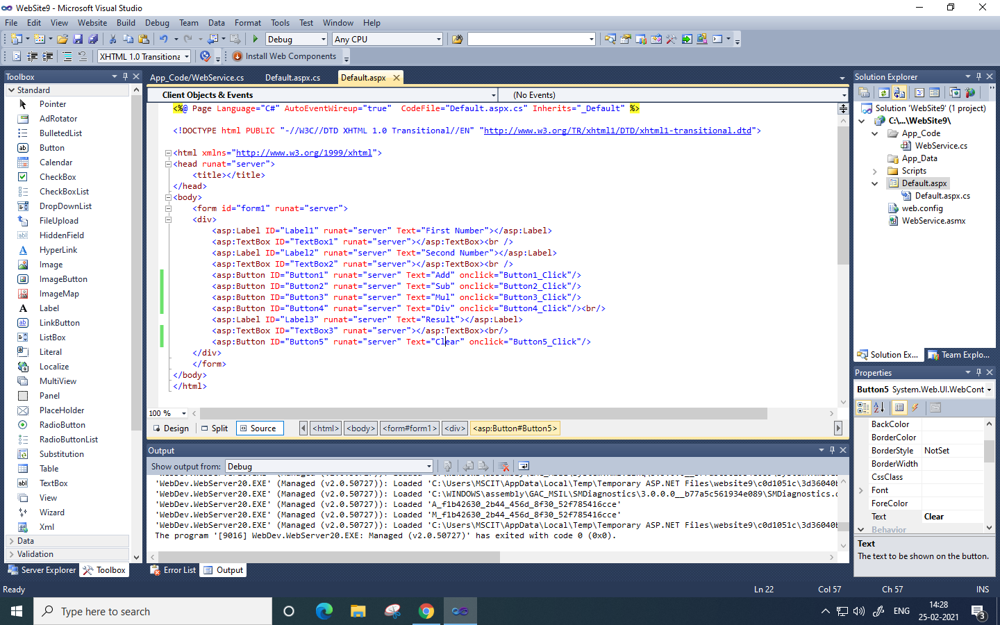 WebSite9 - Microsoft Visual Studio
File Edit View Website Build Debug Team Data Format Tools Test Window Help
Debug Any CPU
XHTML 1.0 Transitiona Install Web Components
Toolbox
Standard
Pointer
AdRotator
BulletedList
Button
Calendar
CheckBox
CheckBoxList
DropDownList
FileUpload
HiddenField
HyperLink
Image
ImageButton
ImageMap
Label
LinkButton
ListBox
Literal
Localize
MultiView
Panel
PlaceHolder
RadioButton
RadioButtonList
Substitution
Table
TextBox
View
Wizard
Xml
Data
Validation
Server Explorer Toolbox
App_Code/WebService.cs Default.aspx.cs Default.aspx
Client Objects & Events (No Events)
<%@ Page Language="C#" AutoEventWireup="true"  CodeFile="Default.aspx.cs" Inherits="_Default" %>
<!DOCTYPE html PUBLIC "-//W3C//DTD XHTML 1.0 Transitional//EN" "http://www.w3.org/TR/xhtml1/DTD/xhtml1-transitional.dtd">
<html xmlns="http://www.w3.org/1999/xhtml">
<head runat="server">
<title></title>
</head>
<body>
<form id="form1" runat="server">
<div>
<asp:Label ID="Label1" runat="server" Text="First Number"></asp:Label>
<asp:TextBox ID="TextBox1" runat="server"></asp:TextBox><br />
<asp:Label ID="Label2" runat="server" Text="Second Number"></asp:Label>
<asp:TextBox ID="TextBox2" runat="server"></asp:TextBox><br />
<asp:Button ID="Button1" runat="server" Text="Add" onclick="Button1_Click"/>
<asp:Button ID="Button2" runat="server" Text="Sub" onclick="Button2_Click"/>
<asp:Button ID="Button3" runat="server" Text="Mul" onclick="Button3_Click"/>
<asp:Button ID="Button4" runat="server" Text="Div" onclick="Button4_Click"/><br/>
<asp:Label ID="Label3" runat="server" Text="Result"></asp:Label>
<asp:TextBox ID="TextBox3" runat="server"></asp:TextBox><br/>
<asp:Button ID="Button5" runat="server" Text="Clear" onclick="Button5_Click"/>
</div>
</form>
</body>
</html>
100 %
Design Split Source <html> <body> <form#form1> <div> <asp:Button#Button5>
Output
Show output from: Debug
'WebDev.WebServer20.EXE' (Managed (v2.0.50727)): Loaded 'C:\Users\MSCIT\AppData\Local\Temp\Temporary ASP.NET Files\website9\c0d1051c\3d36040b
'WebDev.WebServer20.EXE' (Managed (v2.0.50727)): Loaded 'C:\WINDOWS\assembly\GAC_MSIL\SMDiagnostics\3.0.0.0__b77a5c561934e089\SMDiagnostics.d
'WebDev.WebServer20.EXE' (Managed (v2.0.50727)): Loaded 'A_f1b42630_2b44_456d_8f30_52f785416cce'
'WebDev.WebServer20.EXE' (Managed (v2.0.50727)): Loaded 'M_f1b42630_2b44_456d_8f30_52f785416cce'
'WebDev.WebServer20.EXE' (Managed (v2.0.50727)): Loaded 'C:\Users\MSCIT\AppData\Local\Temp\Temporary ASP.NET Files\website9\c0d1051c\3d36040b
The program '[9016] WebDev.WebServer20.EXE: Managed (v2.0.50727)' has exited with code 0 (0x0).
Error List Output
Solution Explorer
Solution 'WebSite9' (1 project)
C:\...\WebSite9\
App_Code
WebService.cs
App_Data
Scripts
Default.aspx
Default.aspx.cs
web.config
WebService.asmx
Solution Ex... Team Explo...
Properties
Button5 System.Web.UI.WebCont
BackColor
BorderColor
BorderStyle NotSet
BorderWidth
CssClass
Font
ForeColor
Text Clear
Behavior
Text
The text to be shown on the button.
Ready Ln 22 Col 57 Ch 57 INS
Type here to search
ENG
14:28
25-02-2021
3